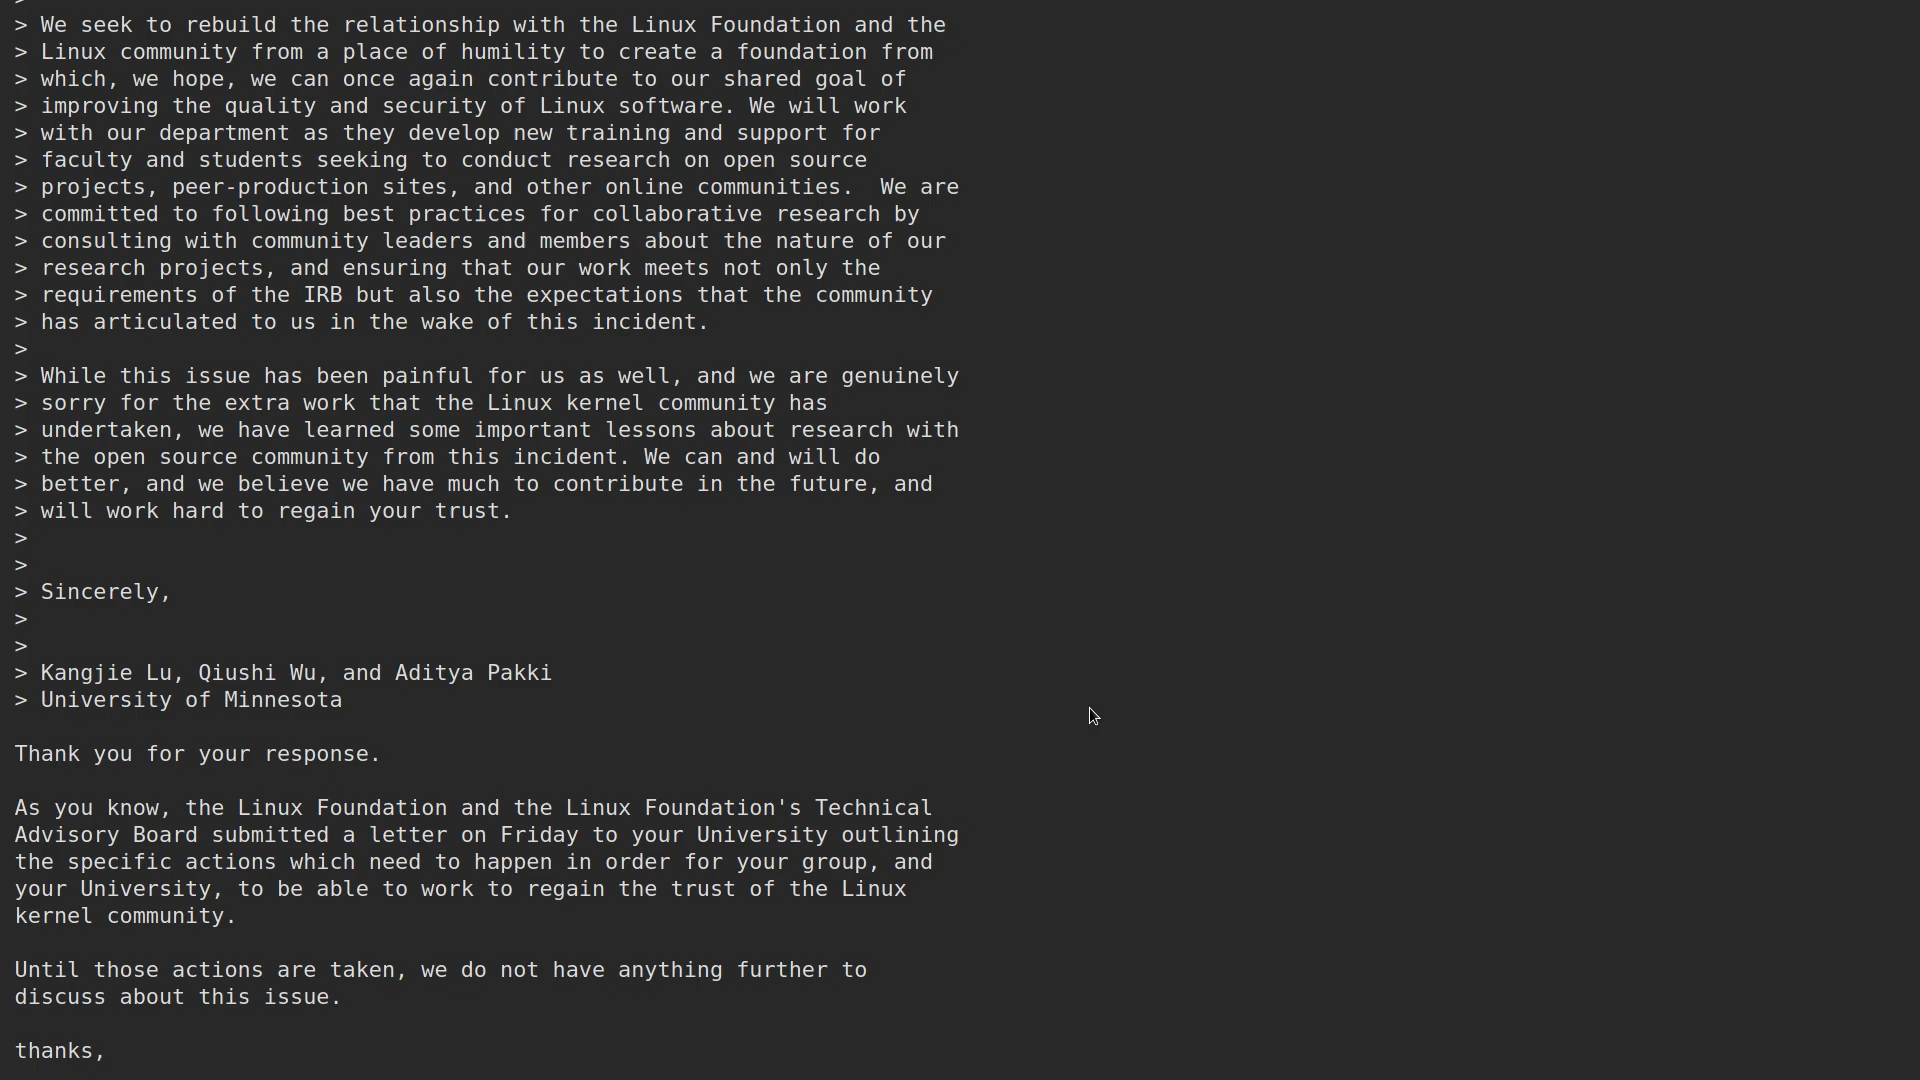 >
> We seek to rebuild the relationship with the Linux Foundation and the
> Linux community from a place of humility to create a foundation from
> which, we hope, we can once again contribute to our shared goal of
> improving the quality and security of Linux software. We will work
> with our department as they develop new training and support for
> faculty and students seeking to conduct research on open source
> projects, peer-production sites, and other online communities.  We are
> committed to following best practices for collaborative research by
> consulting with community leaders and members about the nature of our
> research projects, and ensuring that our work meets not only the
> requirements of the IRB but also the expectations that the community
> has articulated to us in the wake of this incident.
>
> While this issue has been painful for us as well, and we are genuinely
> sorry for the extra work that the Linux kernel community has
> undertaken, we have learned some important lessons about research with
> the open source community from this incident. We can and will do
> better, and we believe we have much to contribute in the future, and
> will work hard to regain your trust.
>
>
> Sincerely,
>
>
> Kangjie Lu, Qiushi Wu, and Aditya Pakki
> University of Minnesota

Thank you for your response.

As you know, the Linux Foundation and the Linux Foundation's Technical
Advisory Board submitted a letter on Friday to your University outlining
the specific actions which need to happen in order for your group, and
your University, to be able to work to regain the trust of the Linux
kernel community.

Until those actions are taken, we do not have anything further to
discuss about this issue.

thanks,